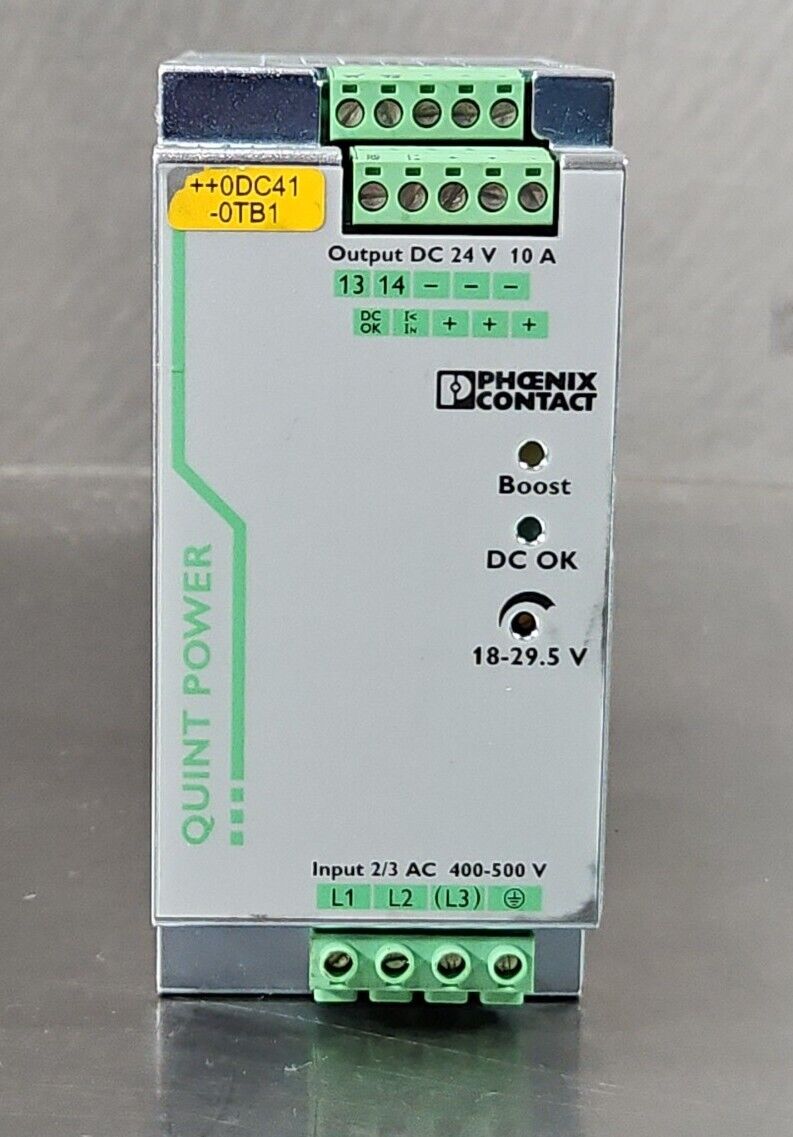 ++0DC41
-0TB1
Output DC 24 V 10 A
13 14 – – –
DC OK I< IN + + +
PHŒNIX
CONTACT
Boost
DC OK
18-29.5 V
QUINT POWER
Input 2/3 AC 400-500 V
L1 L2 (L3)